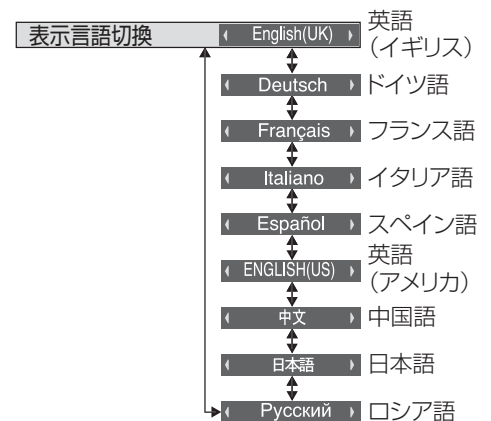 表示言語切換 English(UK) 英語
(イギリス)
Deutsch ドイツ語
Français フランス語
Italiano イタリア語
Español スペイン語
ENGLISH(US) 英語
(アメリカ)
中文 中国語
日本語 日本語
Русский ロシア語